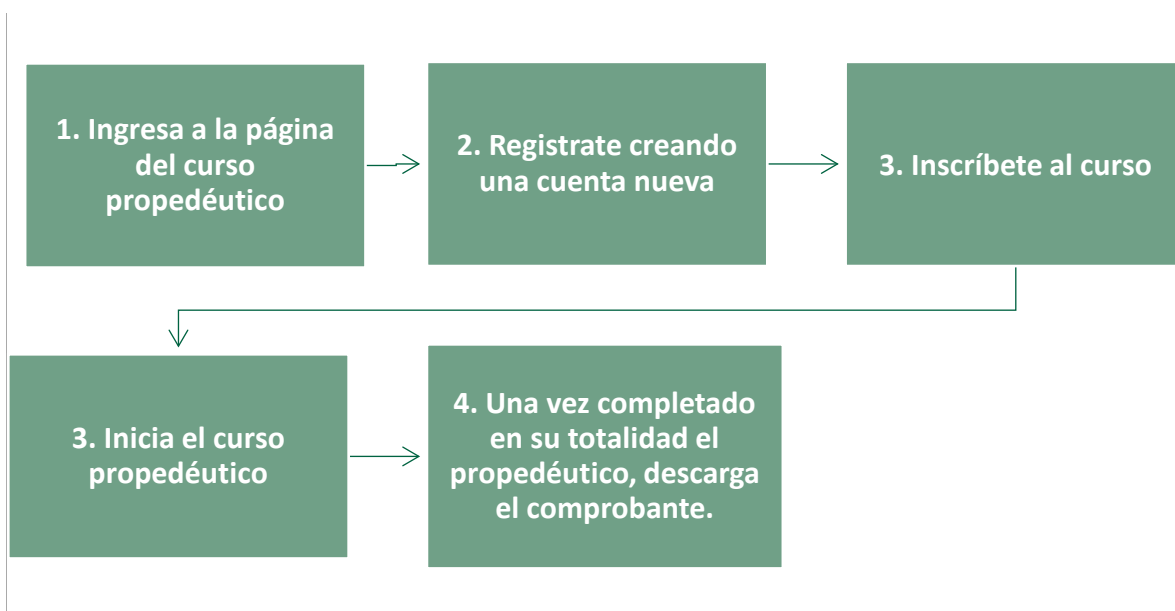 1. Ingresa a la página
del curso
propedéutico
2. Registrate creando
una cuenta nueva
3. Inscríbete al curso
3. Inicia el curso
propedéutico
4. Una vez completado
en su totalidad el
propedéutico, descarga
el comprobante.